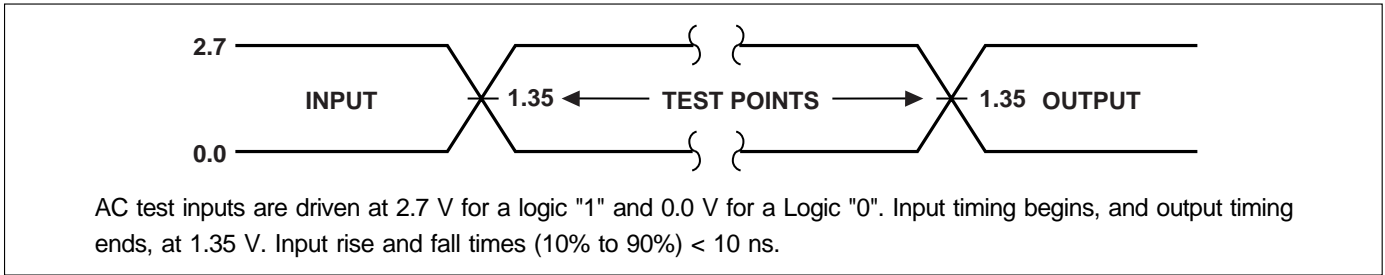 2.7
INPUT 1.35 TEST POINTS 1.35 OUTPUT
0.0
AC test inputs are driven at 2.7 V for a logic "1" and 0.0 V for a Logic "0". Input timing begins, and output timing
ends, at 1.35 V. Input rise and fall times (10% to 90%) < 10 ns.